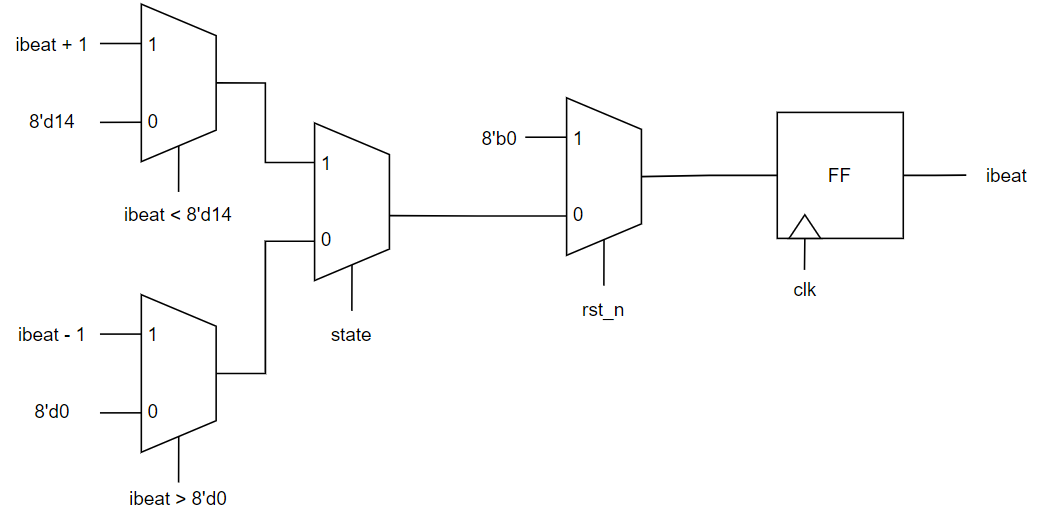 ibeat + 1
1
8'd14
0
ibeat < 8'd14
1
0
state
ibeat - 1
1
8'd0
0
ibeat > 8'd0
8'b0
1
0
rst_n
FF
clk
ibeat